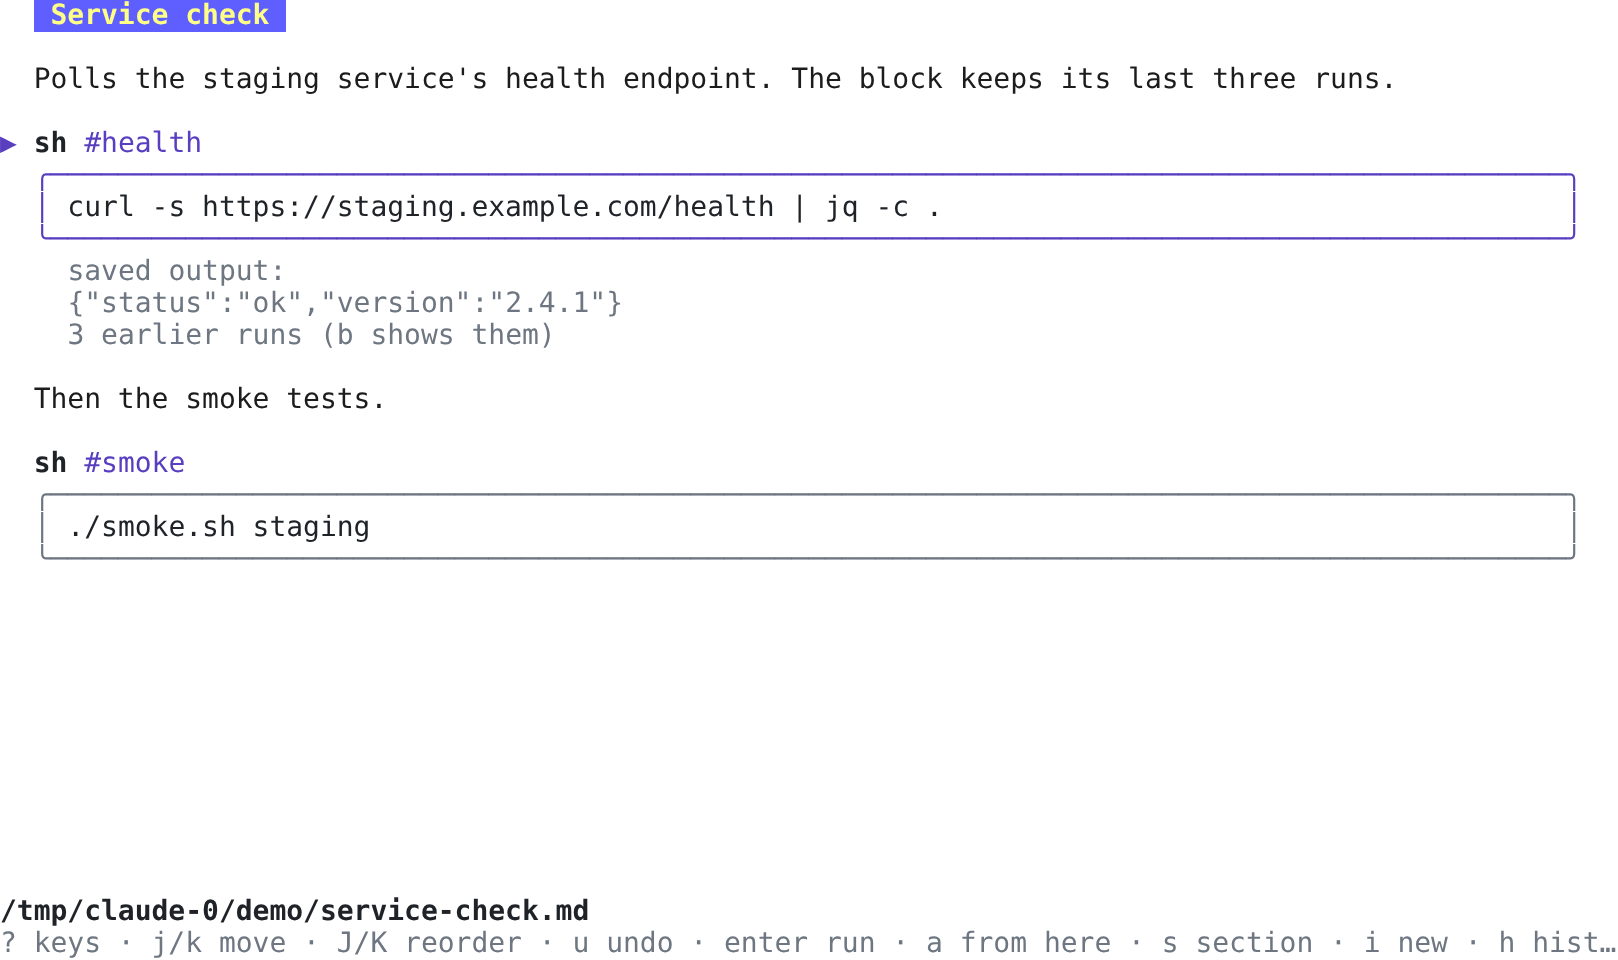 Service check
Polls the staging service's health endpoint. The block keeps its last three runs.
▶ sh #health
curl -s https://staging.example.com/health | jq -c .
saved output:
{"status":"ok","version":"2.4.1"}
3 earlier runs (b shows them)
Then the smoke tests.
sh #smoke
./smoke.sh staging
/tmp/claude-0/demo/service-check.md
? keys · j/k move · J/K reorder · u undo · enter run · a from here · s section · i new · h hist…